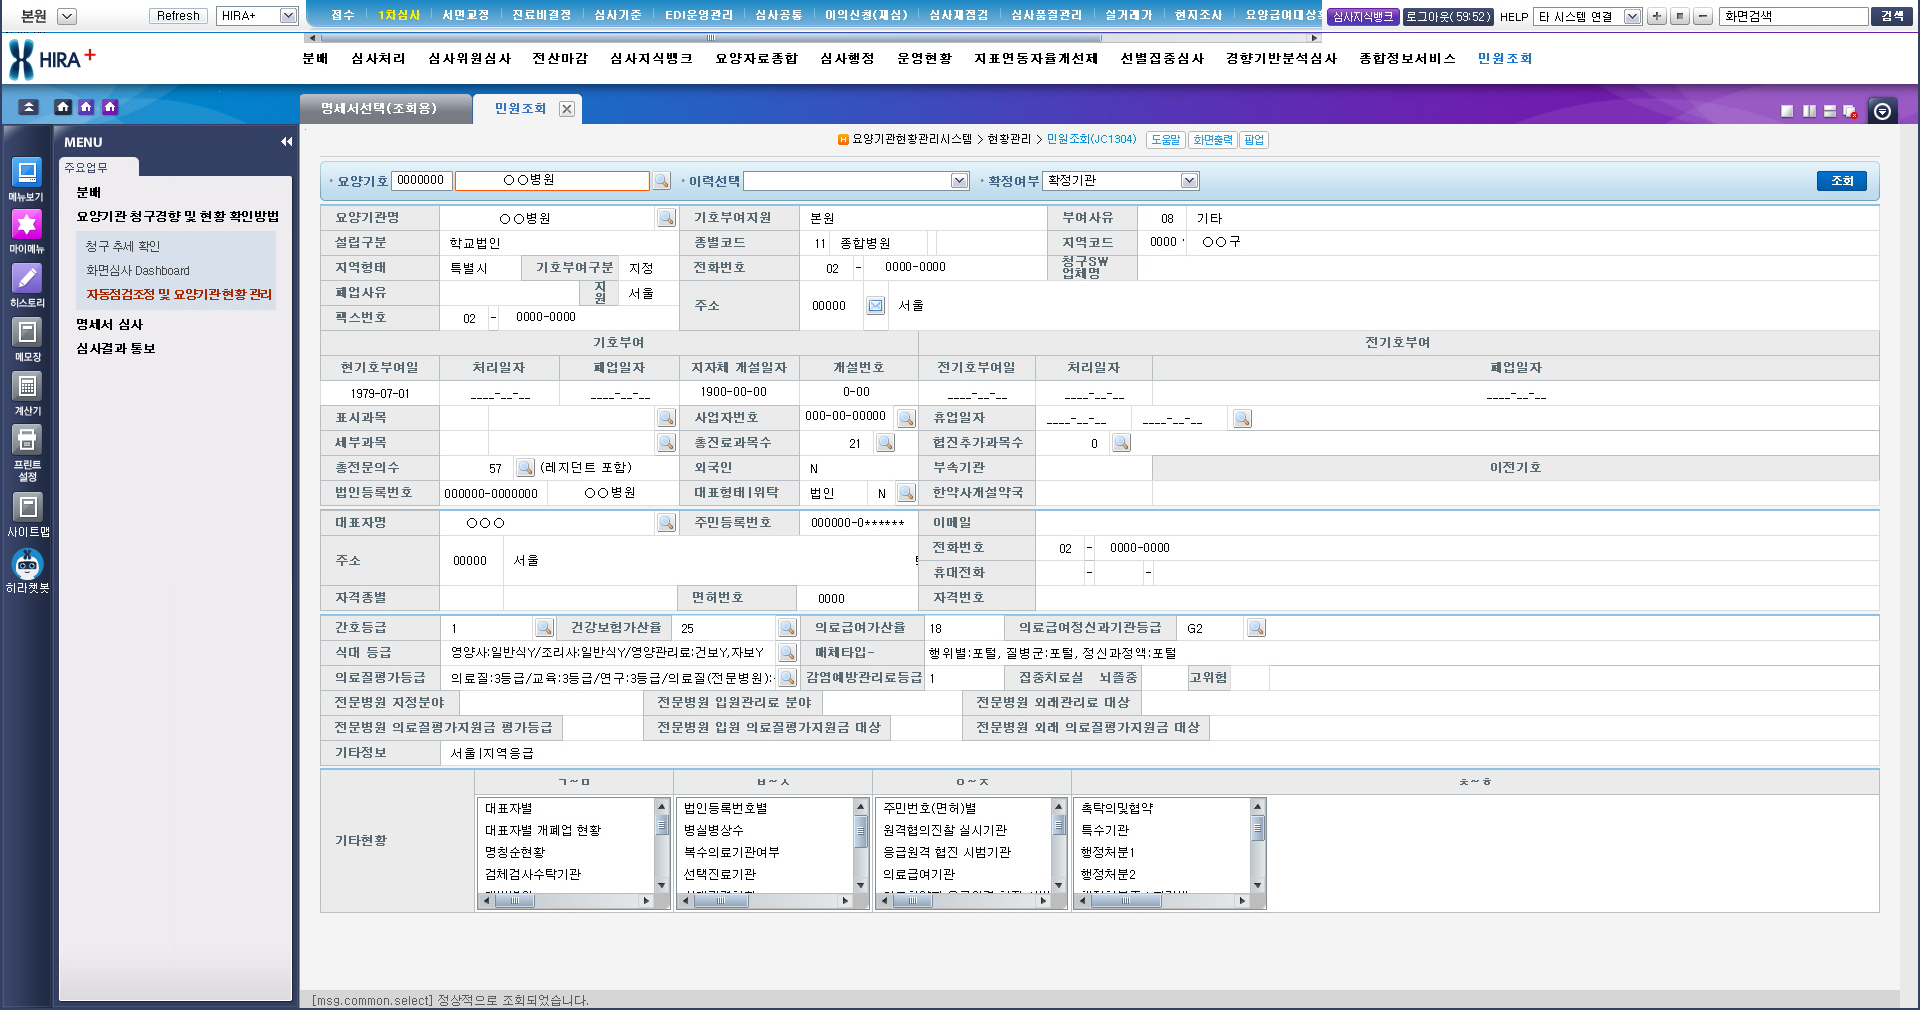 본원 Refresh HIRA+ 접수 1차심사 서면교정 진료비결정 심사기준 EDI운영관리 심사공통 이의신청(재심) 심사재점검 심사품질관리 실거래가 현지조사 요양급여대상 심사지식뱅크 로그아웃(59:52) HELP 타 시스템 연결 화면검색 검색
HIRA+ 분배 심사처리 심사위원심사 전산마감 심사지식뱅크 요양자료종합 심사행정 운영현황 지표연동자율개선제 선별집중심사 경향기반분석심사 종합정보서비스 민원조회
명세서선택(조회용) 민원조회
MENU
주요업무
분배
요양기관 청구경향 및 현황 확인방법
청구 추세 확인
화면심사 Dashboard
자동점검조정 및 요양기관현황 관리
명세서 심사
심사결과 통보
메뉴보기
마이메뉴
히스토리
메모장
계산기
프린트
설정
사이트맵
히라챗봇
H 요양기관현황관리시스템 > 현황관리 > 민원조회(JC1304) 도움말 화면출력 팝업
요양기호 0000000 ○○병원 이력선택 확정여부 확정기관 조회
요양기관명 ○○병원 기호부여지원 본원 부여사유 08 기타
설립구분 학교법인 종별코드 11 종합병원 지역코드 0000 ○○구
지역형태 특별시 기호부여구분 지정 전화번호 02 - 0000-0000 청구SW
업체명
폐업사유 지원 서울 주소 00000 서울
팩스번호 02 - 0000-0000
기호부여 전기호부여
현기호부여일 처리일자 폐업일자 지자체 개설일자 개설번호 전기호부여일 처리일자 폐업일자
1979-07-01 ____-__-__ ____-__-__ 1900-00-00 0-00 ____-__-__ ____-__-__ ____-__-__
표시과목 사업자번호 000-00-00000 휴업일자 ____-__-__ ____-__-__
세부과목 총진료과목수 21 협진추가과목수 0
총전문의수 57 (레지던트 포함) 외국인 N 부속기관 이전기호
법인등록번호 000000-0000000 ○○병원 대표형태|위탁 법인 N 한약사개설약국
대표자명 ○○○ 주민등록번호 000000-0****** 이메일
주소 00000 서울 전화번호 02 - 0000-0000
휴대전화 - -
자격종별 면허번호 0000 자격번호
간호등급 1 건강보험가산율 25 의료급여가산율 18 의료급여정신과기관등급 G2
식대 등급 영양사:일반식Y/조리사:일반식Y/영양관리료:건보Y,자보Y 매체타입- 행위별:포털, 질병군:포털, 정신과정액:포털
의료질평가등급 의료질:3등급/교육:3등급/연구:3등급/의료질(전문병원): 감염예방관리료등급 1 집중치료실 뇌졸중 고위험
전문병원 지정분야 전문병원 입원관리료 분야 전문병원 외래관리료 대상
전문병원 의료질평가지원금 평가등급 전문병원 입원 의료질평가지원금 대상 전문병원 외래 의료질평가지원금 대상
기타정보 서울|지역응급
기타현황 ㄱ~ㅁ ㅂ~ㅅ ㅇ~ㅈ ㅊ~ㅎ
대표자별 법인등록번호별 주민번호(면허)별 촉탁의및협약
대표자별 개폐업 현황 병실병상수 원격협의진찰 실시기관 특수기관
명칭순현황 복수의료기관여부 응급원격 협진 시범기관 행정처분1
검체검사수탁기관 선택진료기관 의료급여기관 행정처분2
[msg.common.select] 정상적으로 조회되었습니다.